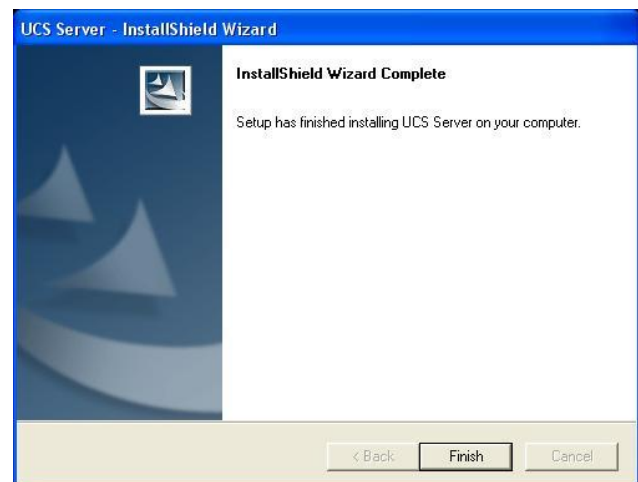 UCS Server - InstallShield Wizard
InstallShield Wizard Complete
Setup has finished installing UCS Server on your computer.
< Back
Finish
Cancel